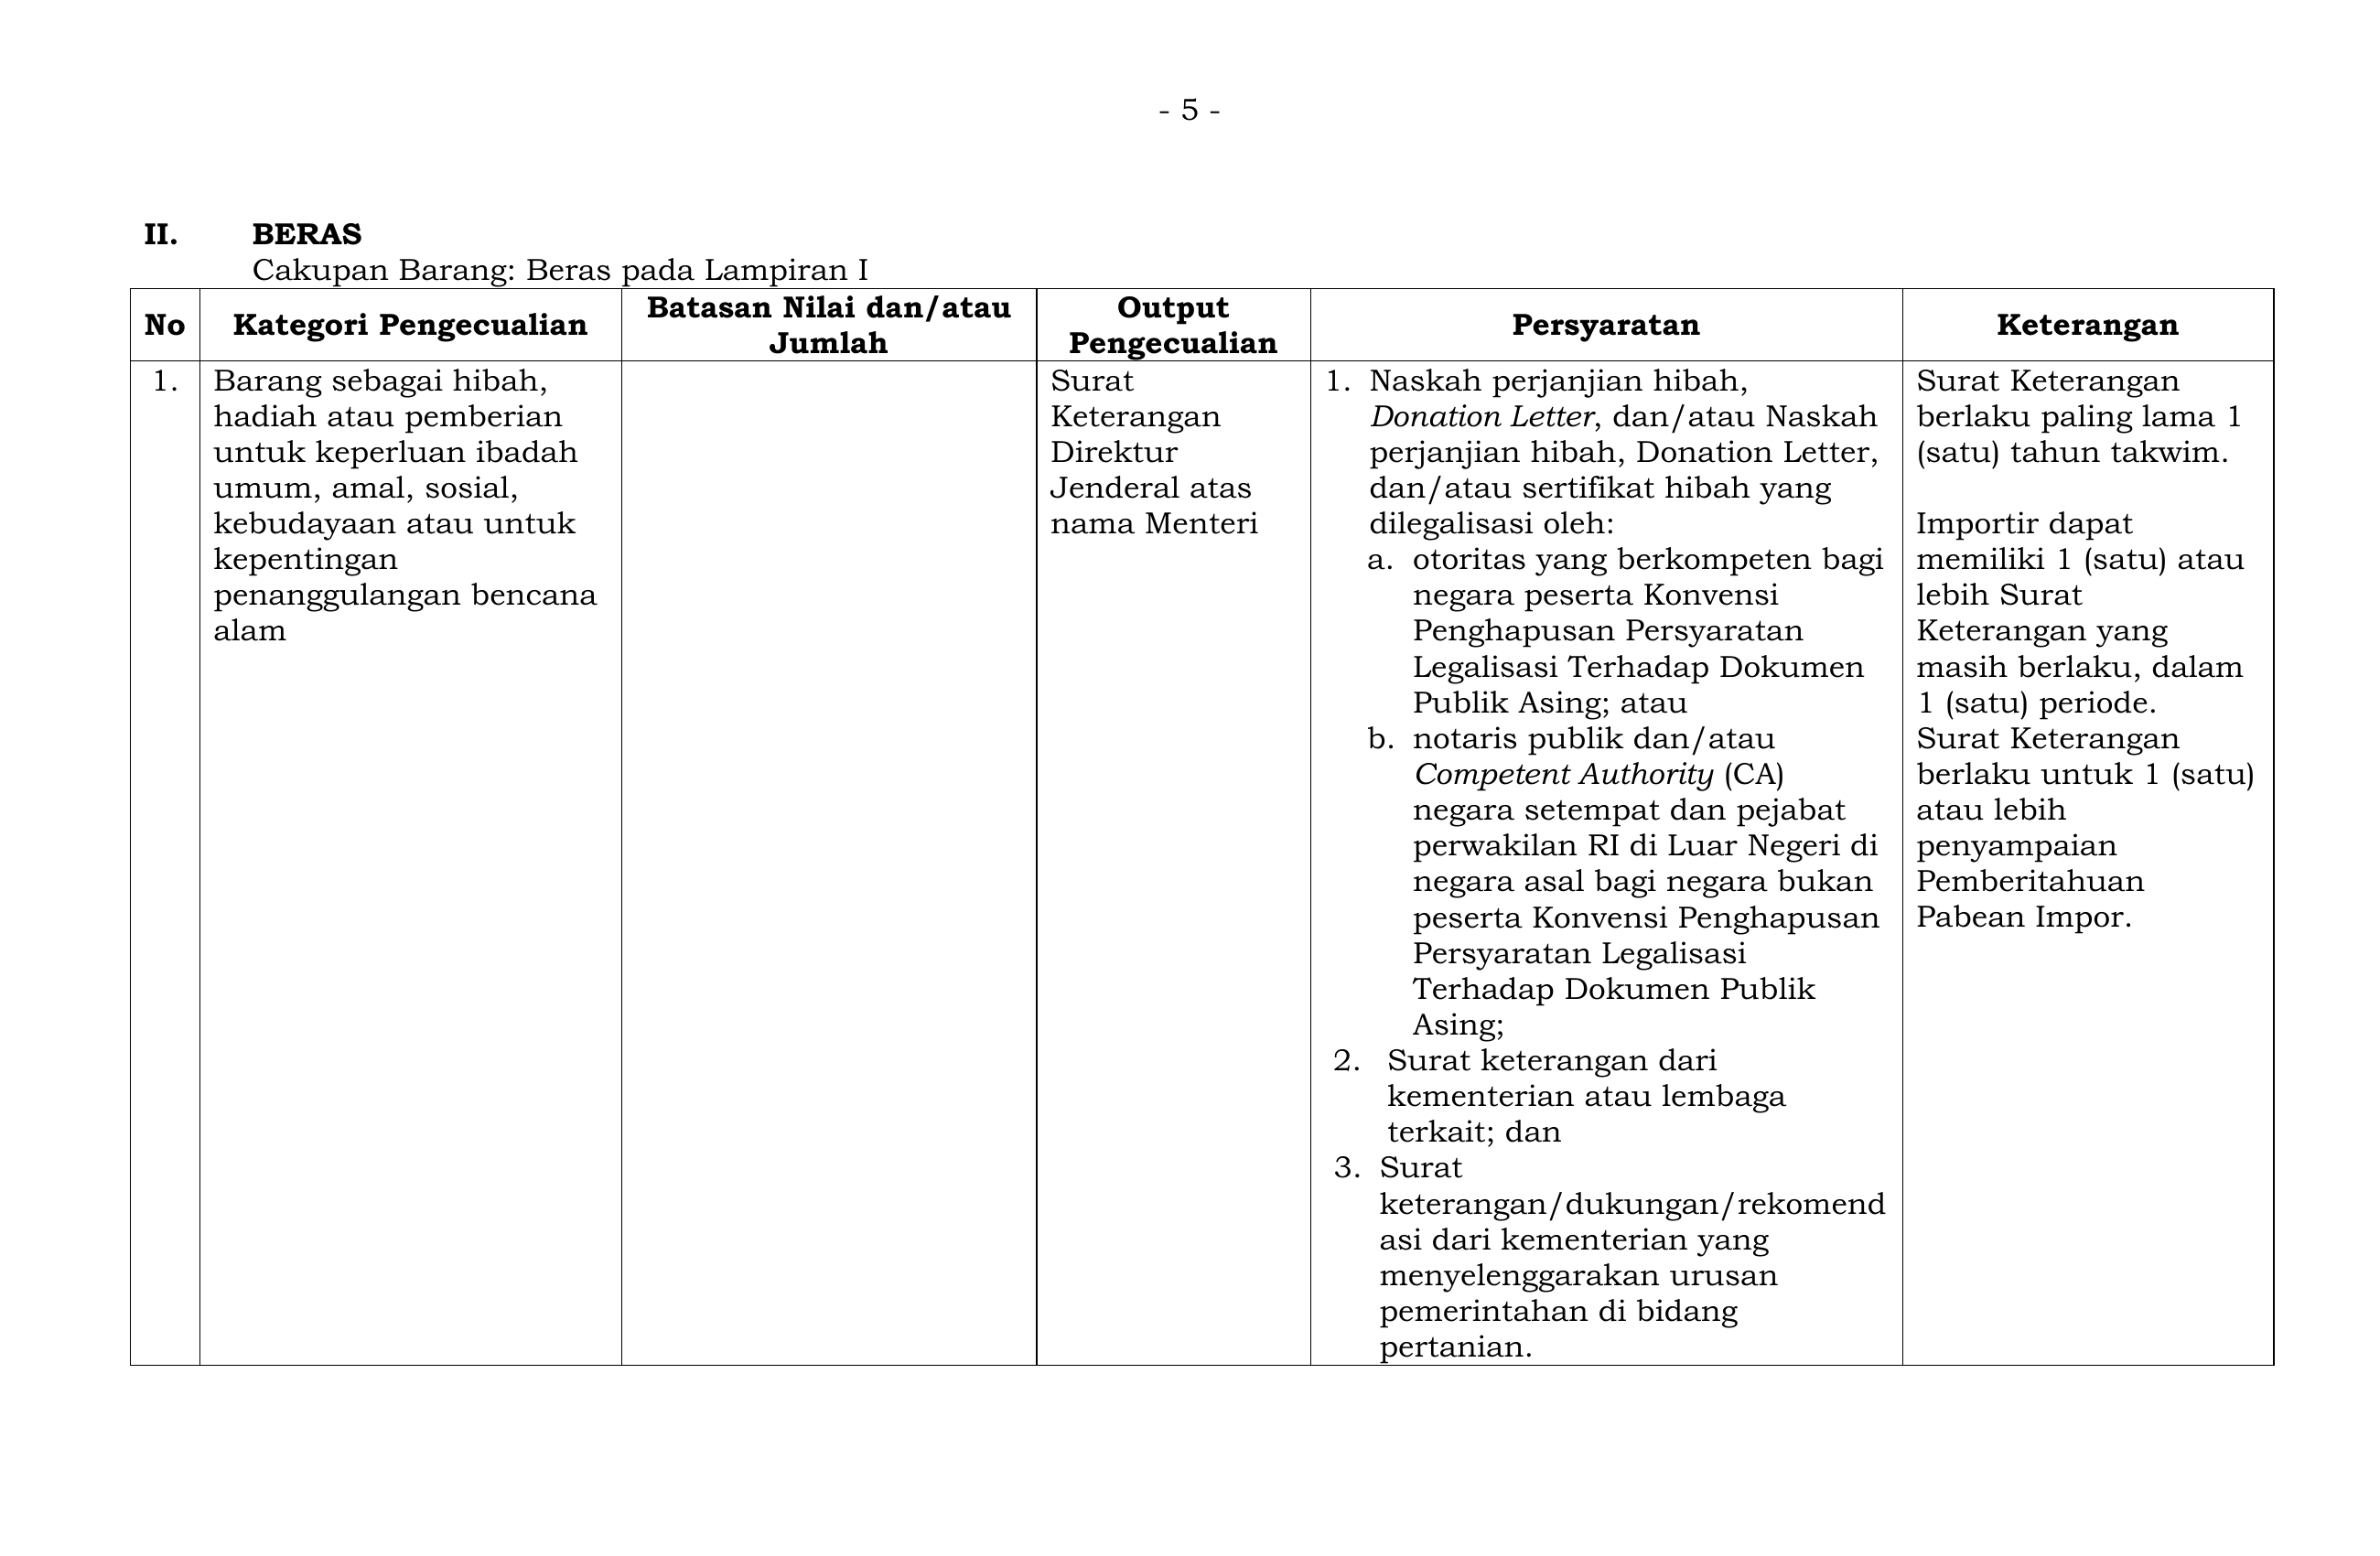 - 5 -
II. BERAS
Cakupan Barang: Beras pada Lampiran I
No
Kategori Pengecualian
Batasan Nilai dan/atau
Jumlah
Output
Pengecualian
Persyaratan
Keterangan
1.
Barang sebagai hibah,
hadiah atau pemberian
untuk keperluan ibadah
umum, amal, sosial,
kebudayaan atau untuk
kepentingan
penanggulangan bencana
alam
Surat
Keterangan
Direktur
Jenderal atas
nama Menteri
1. Naskah perjanjian hibah,
Donation Letter, dan/atau Naskah
perjanjian hibah, Donation Letter,
dan/atau sertifikat hibah yang
dilegalisasi oleh:
a. otoritas yang berkompeten bagi
negara peserta Konvensi
Penghapusan Persyaratan
Legalisasi Terhadap Dokumen
Publik Asing; atau
b. notaris publik dan/atau
Competent Authority (CA)
negara setempat dan pejabat
perwakilan RI di Luar Negeri di
negara asal bagi negara bukan
peserta Konvensi Penghapusan
Persyaratan Legalisasi
Terhadap Dokumen Publik
Asing;
2. Surat keterangan dari
kementerian atau lembaga
terkait; dan
3. Surat
keterangan/dukungan/rekomend
asi dari kementerian yang
menyelenggarakan urusan
pemerintahan di bidang
pertanian.
Surat Keterangan
berlaku paling lama 1
(satu) tahun takwim.
Importir dapat
memiliki 1 (satu) atau
lebih Surat
Keterangan yang
masih berlaku, dalam
1 (satu) periode.
Surat Keterangan
berlaku untuk 1 (satu)
atau lebih
penyampaian
Pemberitahuan
Pabean Impor.